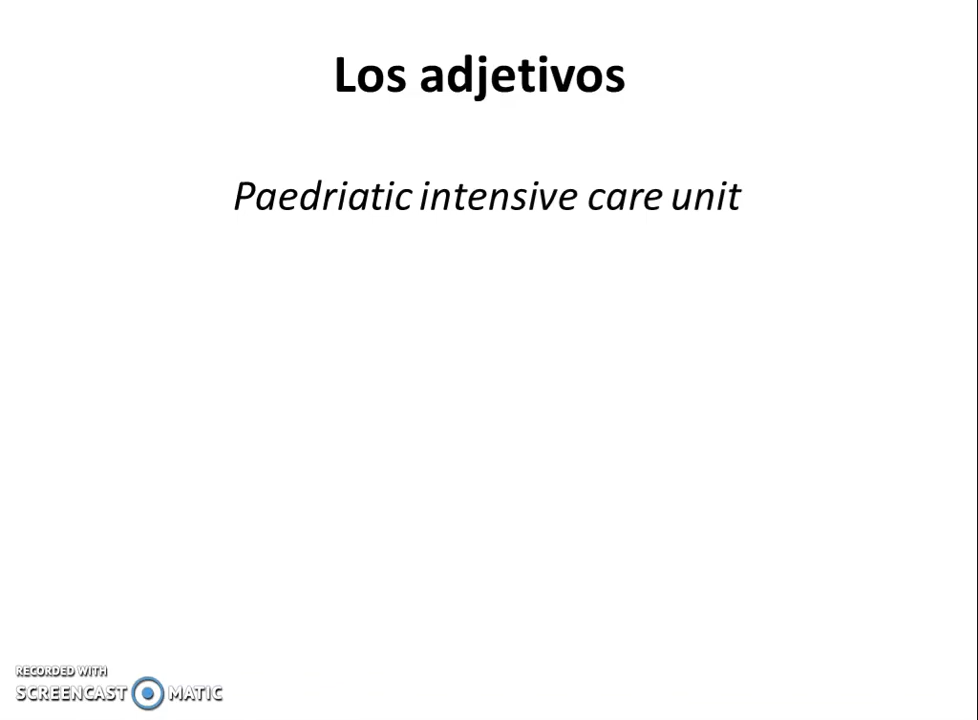 Los adjetivos
Paedriatic intensive care unit
RECORDED WITH
SCREENCAST MATIC